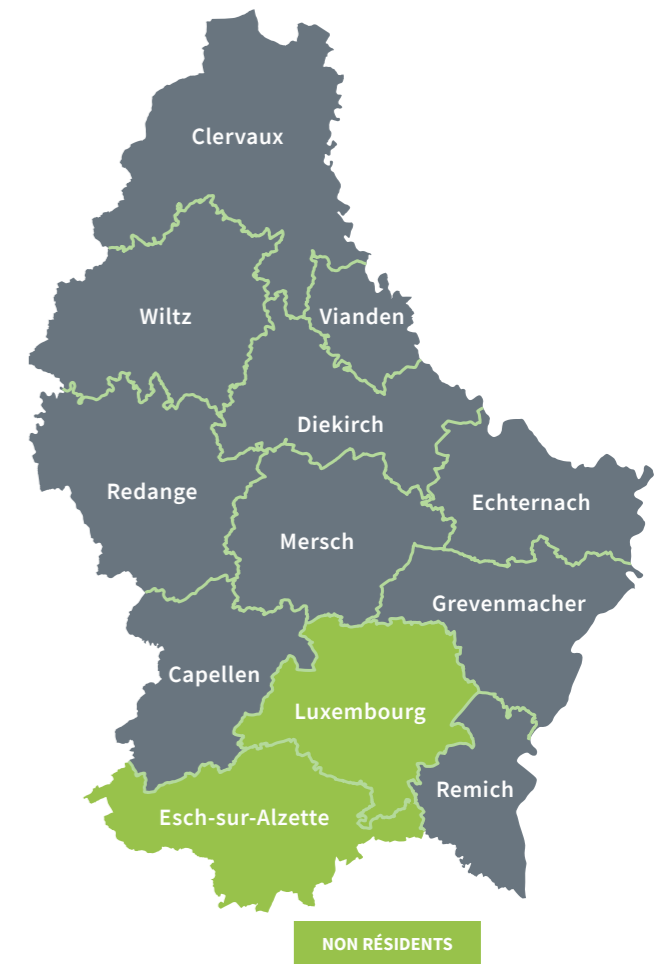 Clervaux
Wiltz
Vianden
Diekirch
Redange
Echternach
Mersch
Grevenmacher
Capellen
Luxembourg
Remich
Esch-sur-Alzette
NON RÉSIDENTS